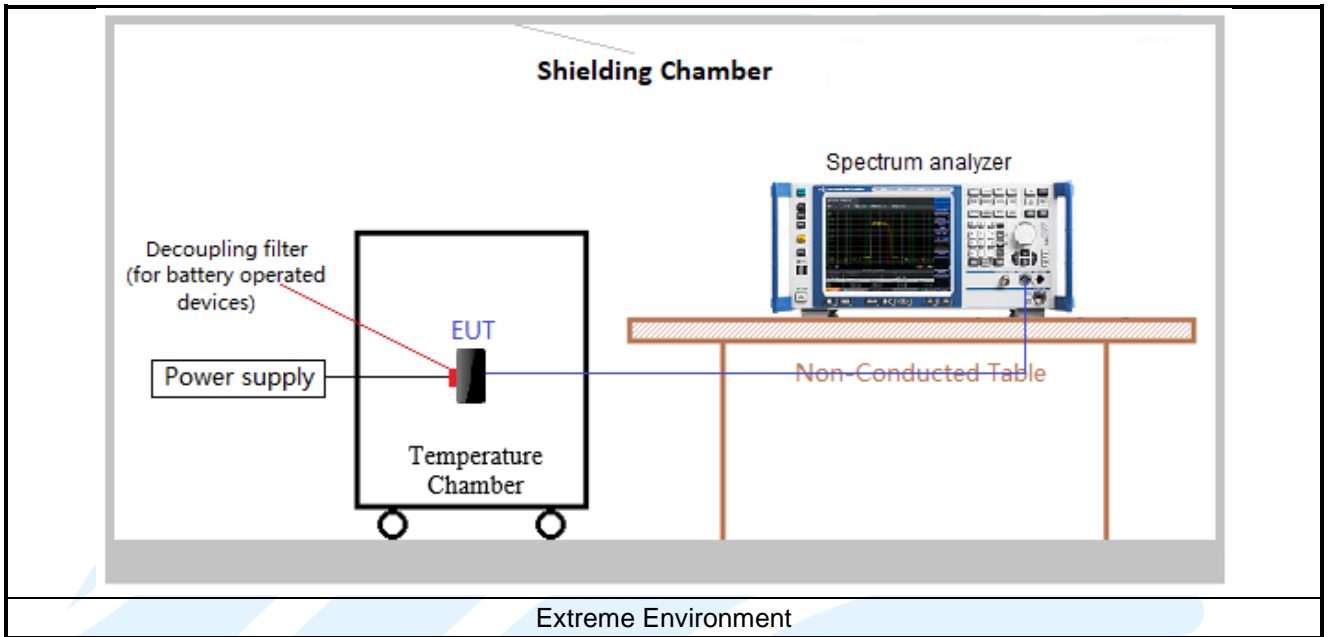 Shielding Chamber
Spectrum analyzer
Decoupling filter
(for battery operated
devices)
EUT
Power supply
Non-Conducted Table
Temperature
Chamber
Extreme Environment